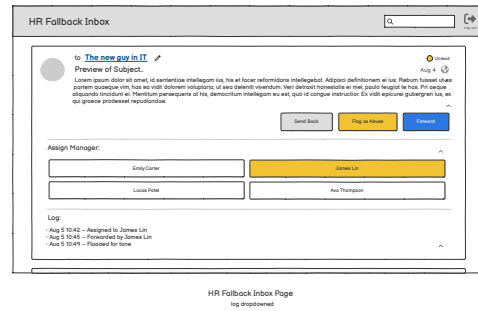 HR Fallback Inbox
Log out
to The new guy in IT
Unread
Preview of Subject..
Aug 4
Lorem ipsum dolor sit amet, id sententiae intellegam ius, his et facer reformidans intellegebat. Adipisci definitionem ei ius. Rebum fuisset utxes
partem quaeque vim, has ea vidit dolorem voluptaria, ut sea deleniti vivendum. Veri detraxit honestatis ei mel, paulo feugiat te has. Pri aeque
aliquando tincidunt ei. Mentitum persequeris at his, democritum intellegam eu est, quo id congue instructior. Ex vidit epicurei gubergren ius, ex
qui graece prodesset repudiandae.
Send Back
Flag as Abuse
Forward
Assign Manager:
Emily Carter
James Lin
Lucas Patel
Ava Thompson
Log:
- Aug 5 10:42 – Assigned to James Lin
- Aug 5 10:45 – Forwarded by James Lin
- Aug 5 10:49 – Flagged for tone
HR Fallback Inbox Page
log dropdowned